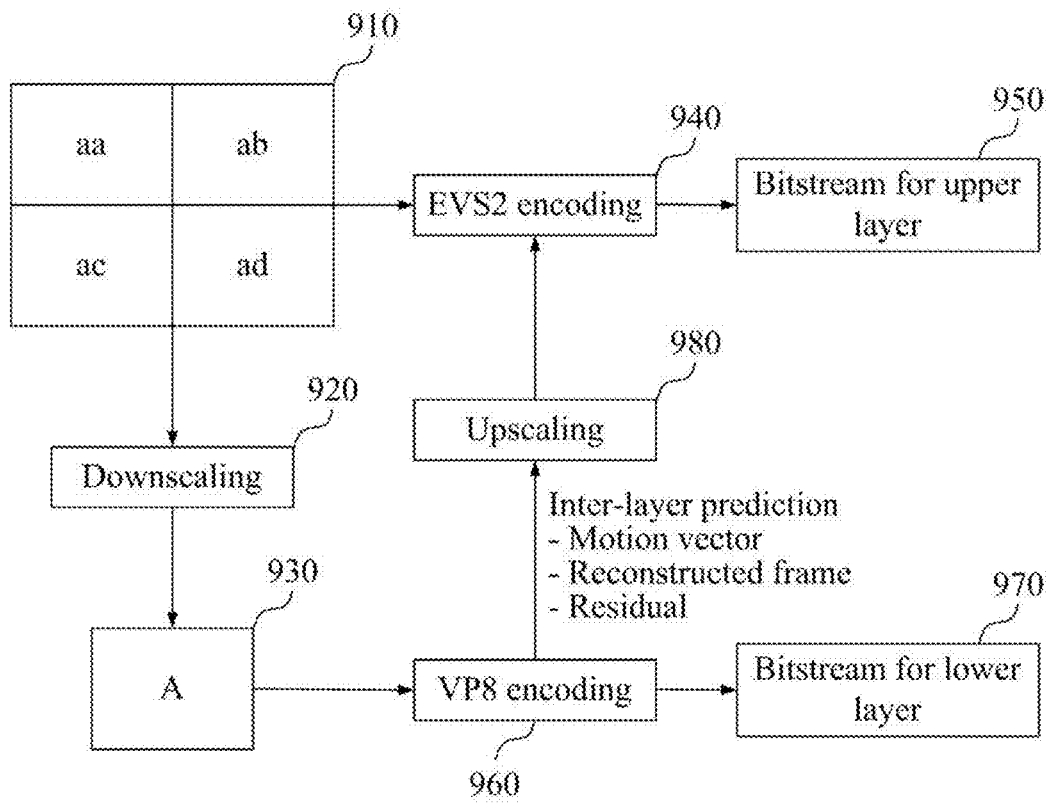 910
aa
ab
ac
ad
940
EVS2 encoding
950
Bitstream for upper
layer
920
Downscaling
980
Upscaling
Inter-layer prediction
- Motion vector
- Reconstructed frame
- Residual
930
A
VP8 encoding
960
970
Bitstream for lower
layer